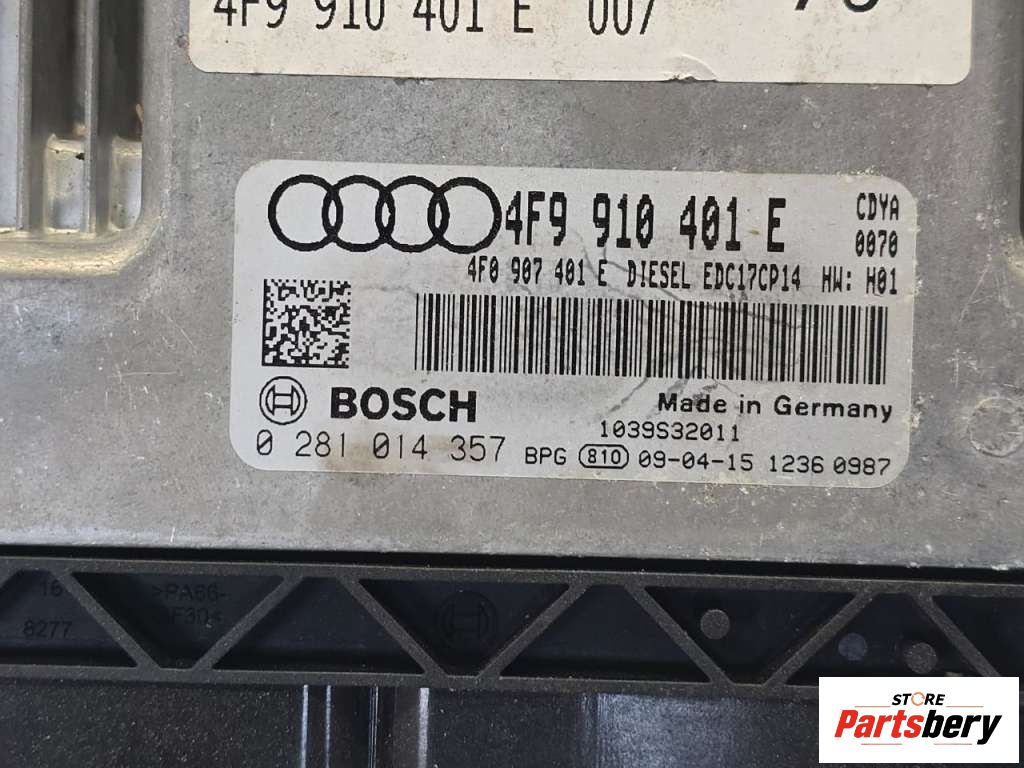 4F9 910 401 E 007
4F9 910 401 E
CDYA
0070
4F0 907 401 E DIESEL EDC17CP14 HW: H01
BOSCH
Made in Germany
1039S32011
0 281 014 357 BPG 810 09-04-15 1236 0987
16
>PA66-
8277
STORE
Partsbery